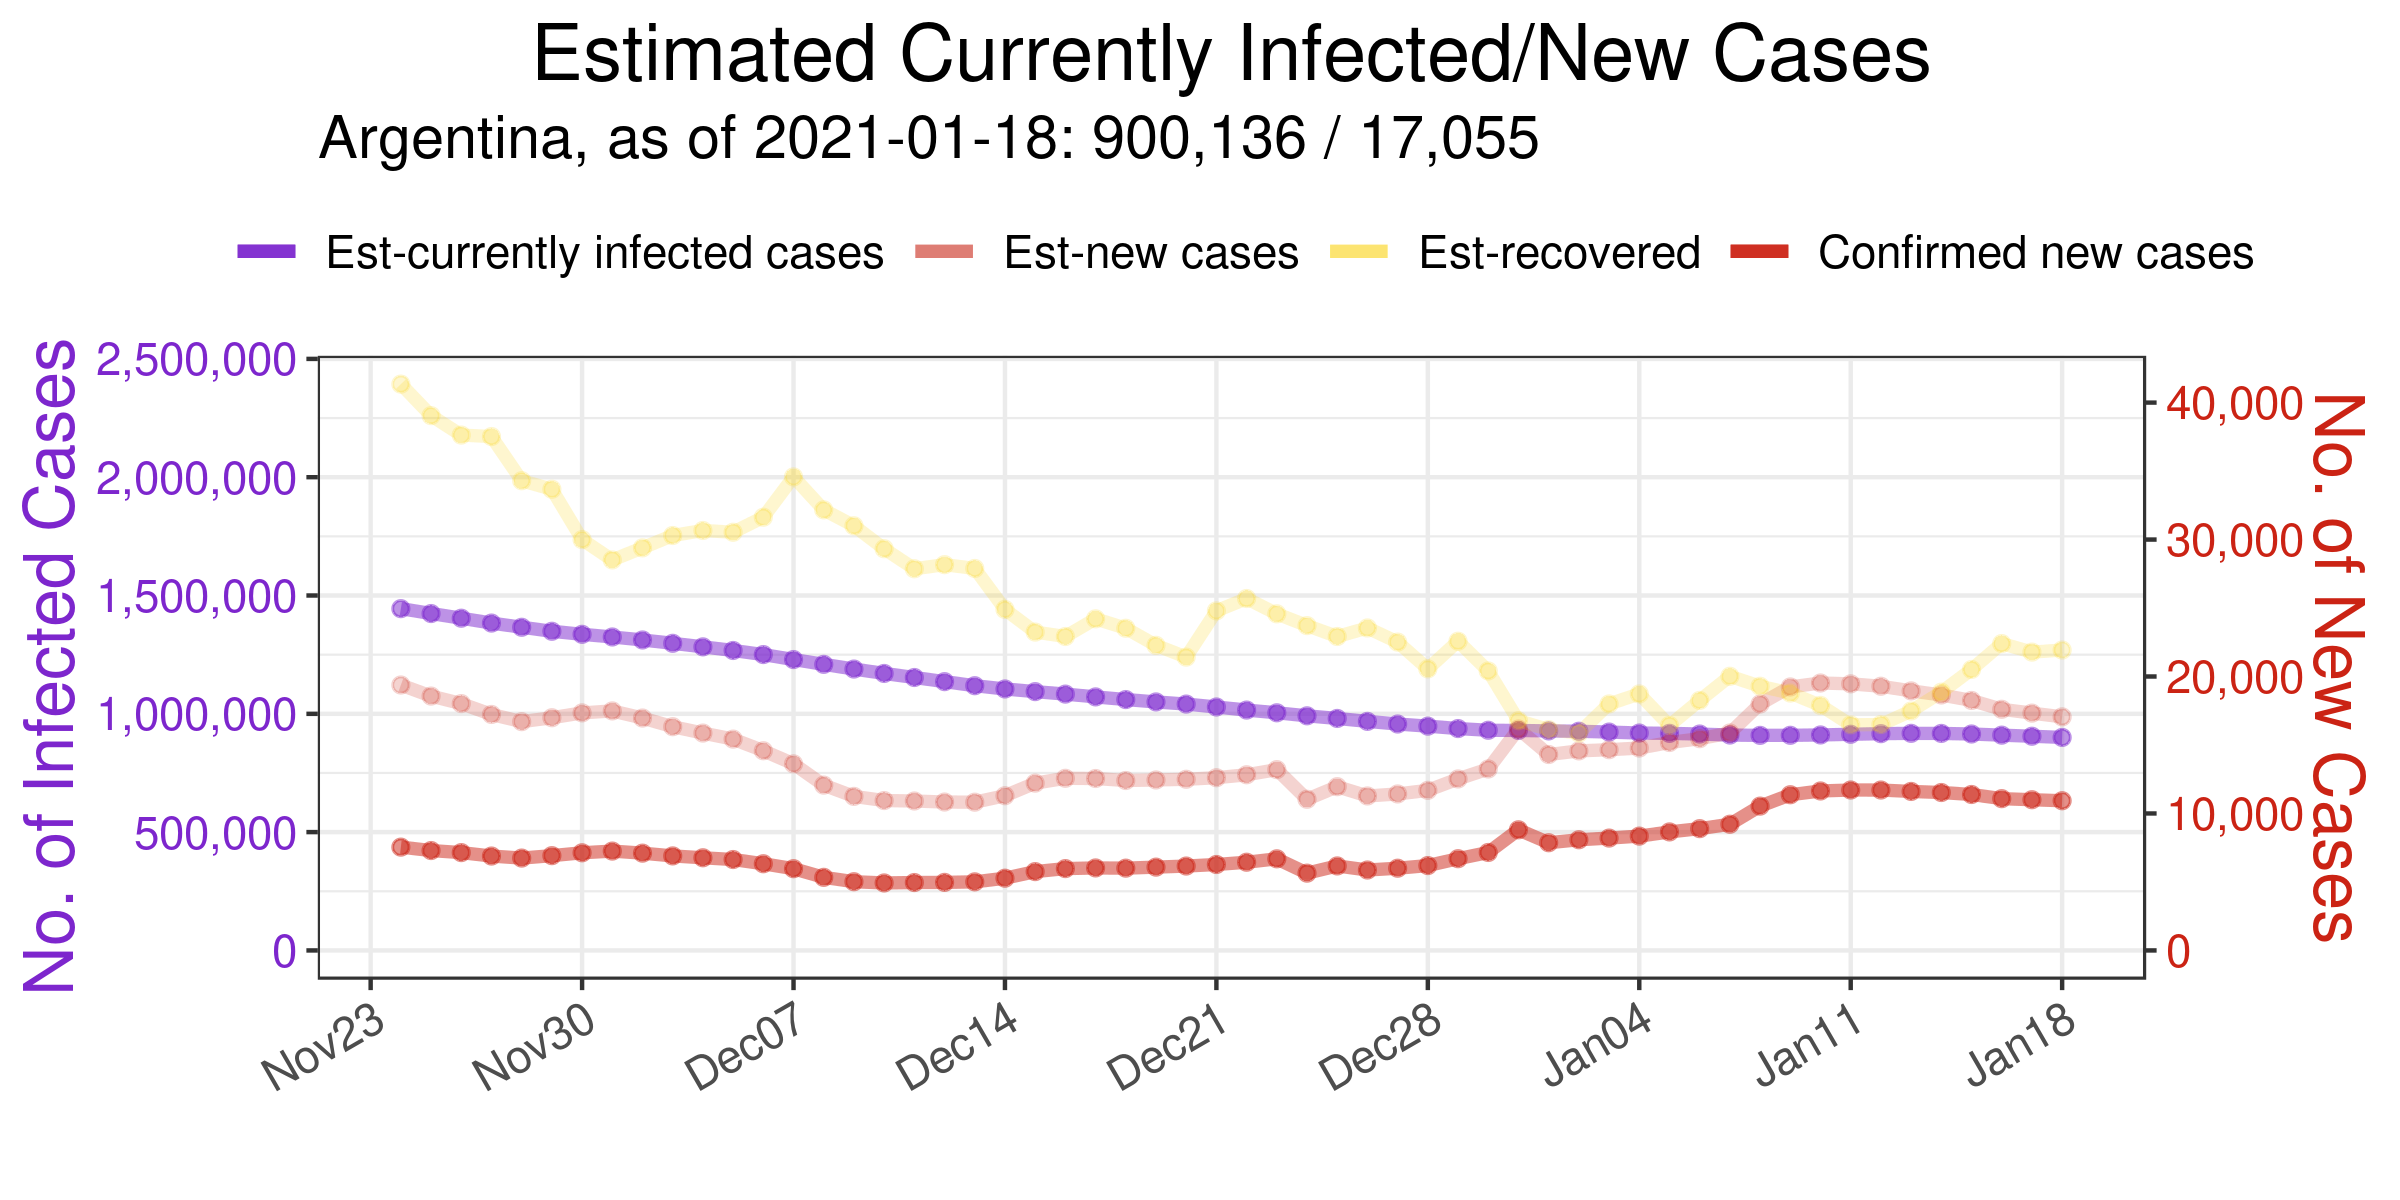 Estimated Currently Infected/New Cases
Argentina, as of 2021-01-18: 900,136 / 17,055
Est-currently infected cases Est-new cases Est-recovered Confirmed new cases
No. of Infected Cases
2,500,000
2,000,000
1,500,000
1,000,000
500,000
0
40,000
30,000
20,000
10,000
0
No. of New Cases
Nov23 Nov30 Dec07 Dec14 Dec21 Dec28 Jan04 Jan11 Jan18